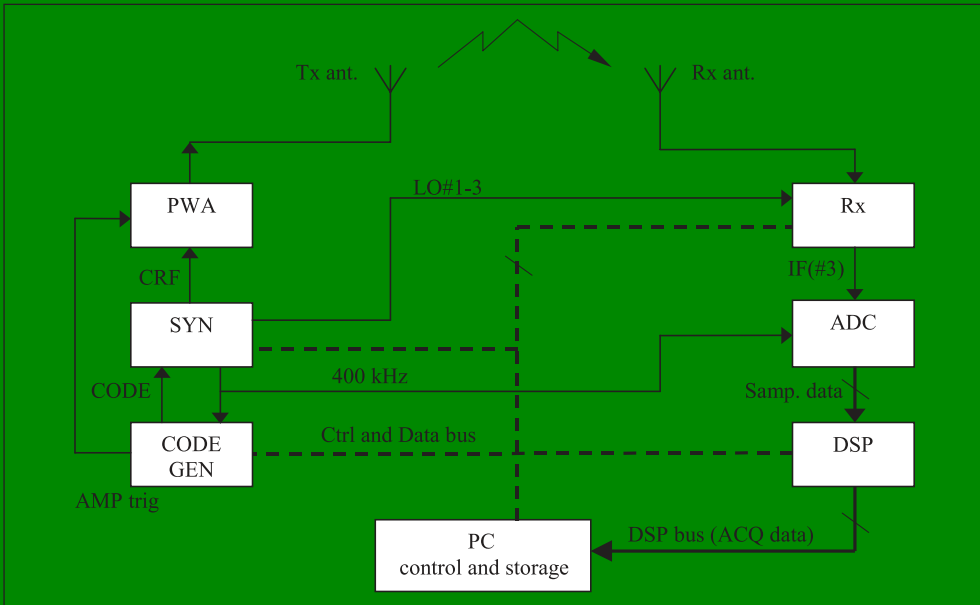 Tx ant.
Rx ant.
PWA
LO#1-3
Rx
CRF
IF(#3)
SYN
ADC
CODE
400 kHz
Samp. data
CODE
GEN
Ctrl and Data bus
DSP
AMP trig
PC
control and storage
DSP bus (ACQ data)